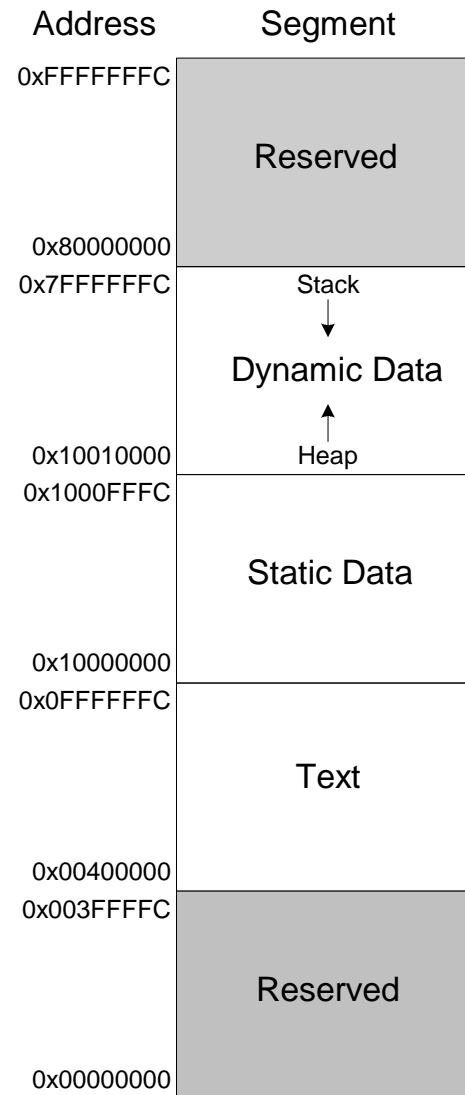 Address Segment
0xFFFFFFFC
Reserved
0x80000000
0x7FFFFFFC Stack
Dynamic Data
0x10010000 Heap
0x1000FFFC
Static Data
0x10000000
0x0FFFFFFC
Text
0x00400000
0x003FFFFC
Reserved
0x00000000